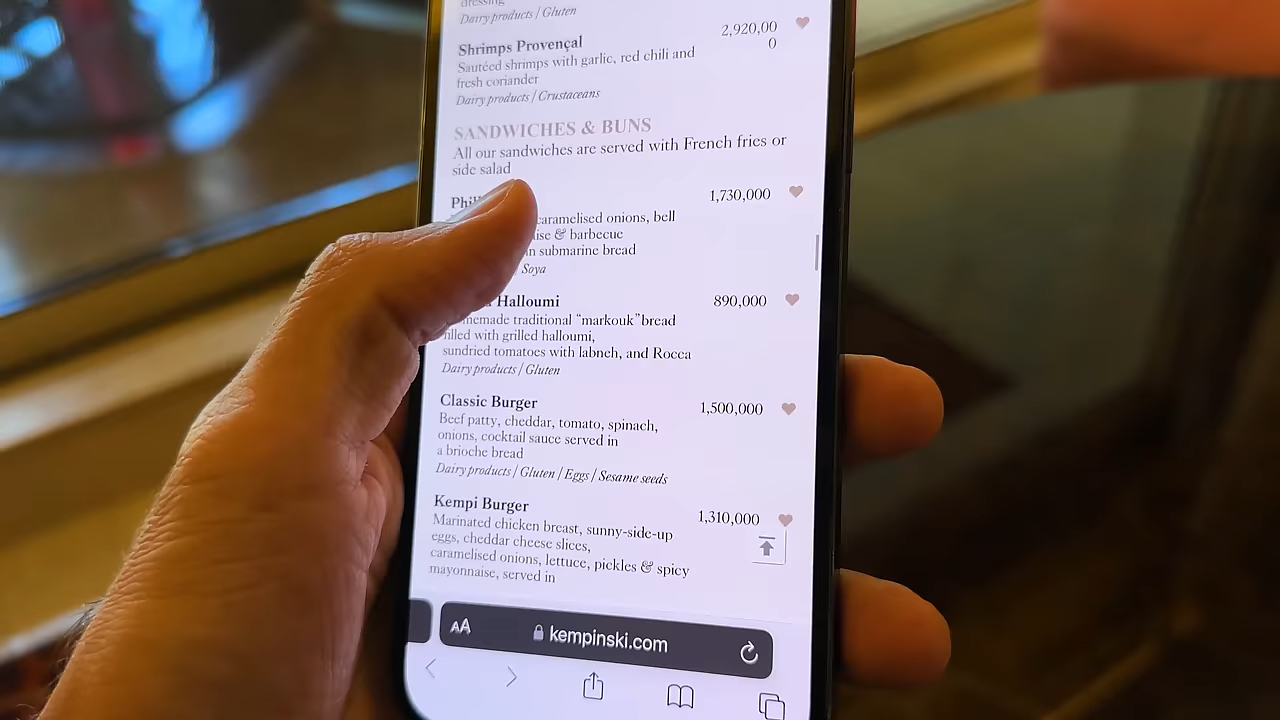 dressing
Dairy products / Gluten
Shrimps Provençal 2,920,00
0
Sautéed shrimps with garlic, red chili and
fresh coriander
Dairy products / Crustaceans
SANDWICHES & BUNS
All our sandwiches are served with French fries or
side salad
1,730,000
caramelised onions, bell
& barbecue
submarine bread
Soya
Halloumi 890,000
traditional “markouk”bread
filled with grilled halloumi,
sundried tomatoes with labneh, and Rocca
Dairy products / Gluten
Classic Burger 1,500,000
Beef patty, cheddar, tomato, spinach,
onions, cocktail sauce served in
a brioche bread
Dairy products / Gluten / Eggs / Sesame seeds
Kempi Burger 1,310,000
Marinated chicken breast, sunny-side-up
eggs, cheddar cheese slices,
caramelised onions, lettuce, pickles & spicy
mayonnaise, served in
AA kempinski.com